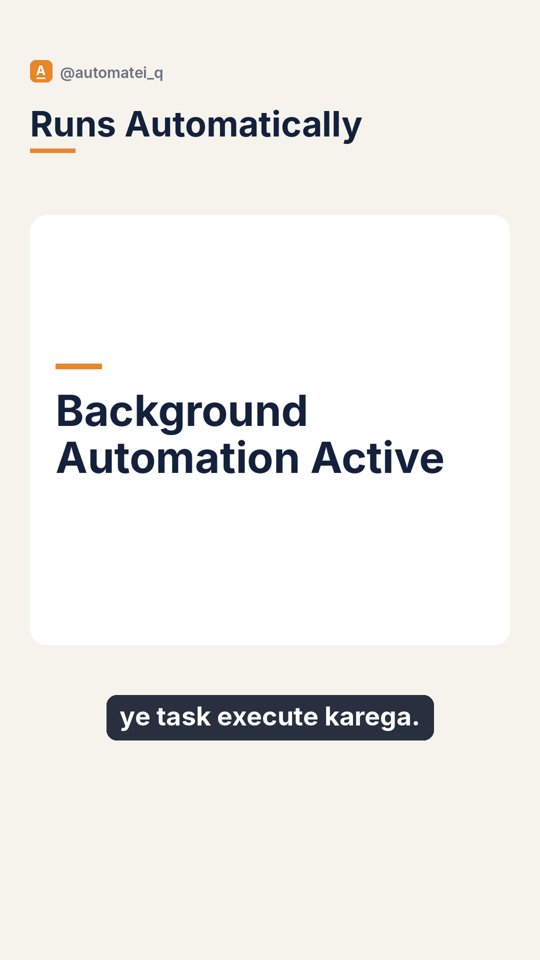 A
@automatei_q
Runs Automatically
Background
Automation Active
ye task execute karega.